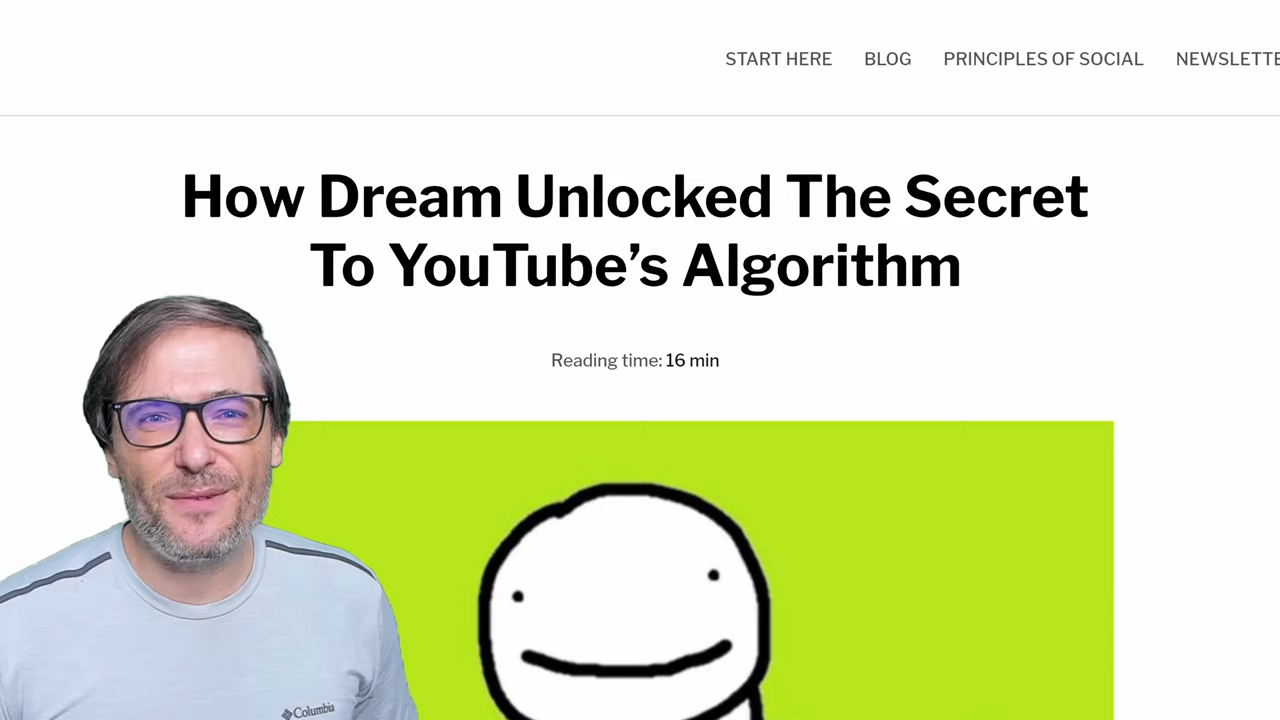 START HERE BLOG PRINCIPLES OF SOCIAL NEWSLETTE
How Dream Unlocked The Secret
To YouTube’s Algorithm
Reading time: 16 min
Columbia